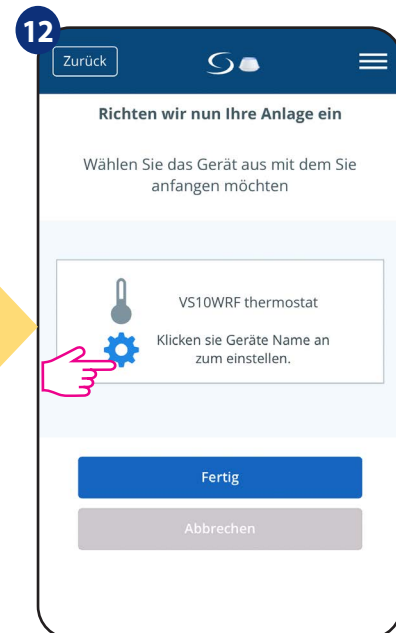 12
Zurück
Richten wir nun Ihre Anlage ein
Wählen Sie das Gerät aus mit dem Sie
anfangen möchten
VS10WRF thermostat
Klicken sie Geräte Name an
zum einstellen.
Fertig
Abbrechen